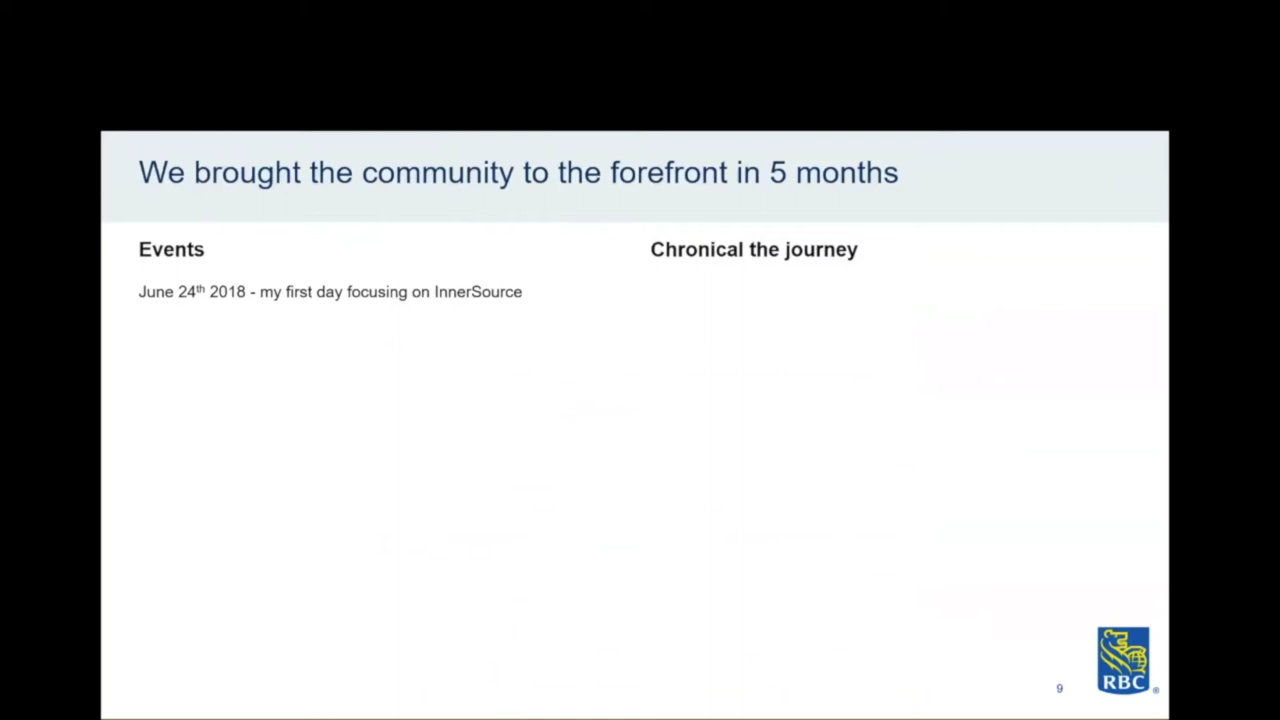 We brought the community to the forefront in 5 months
Events
Chronical the journey
June 24th 2018 - my first day focusing on InnerSource
9
RBC
®